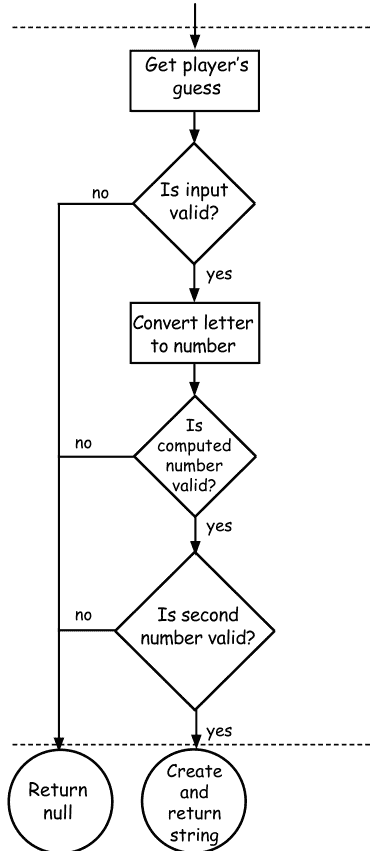 Get player's
guess
no
Is input
valid?
yes
Convert letter
to number
no
Is
computed
number
valid?
yes
no
Is second
number valid?
yes
Return
null
Create
and
return
string